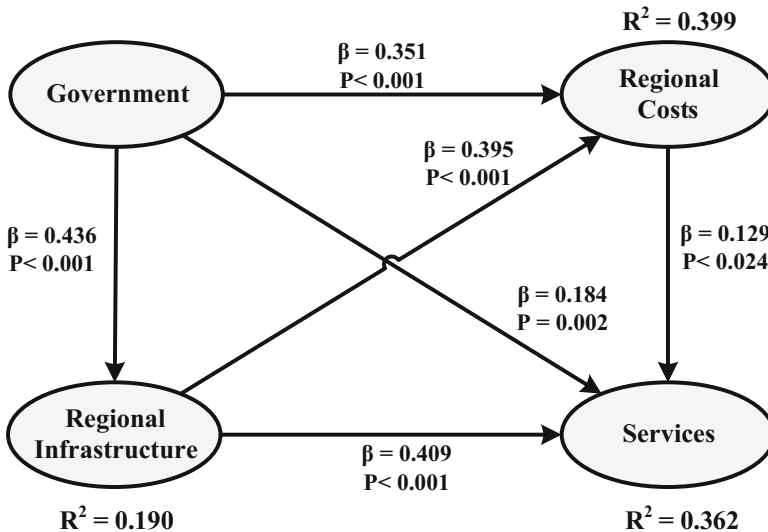 R² = 0.399
β = 0.351
P< 0.001
Government
Regional
Costs
β = 0.395
P< 0.001
β = 0.436
P< 0.001
β = 0.129
P< 0.024
β = 0.184
P = 0.002
Regional
Infrastructure
Services
β = 0.409
P< 0.001
R² = 0.190
R² = 0.362